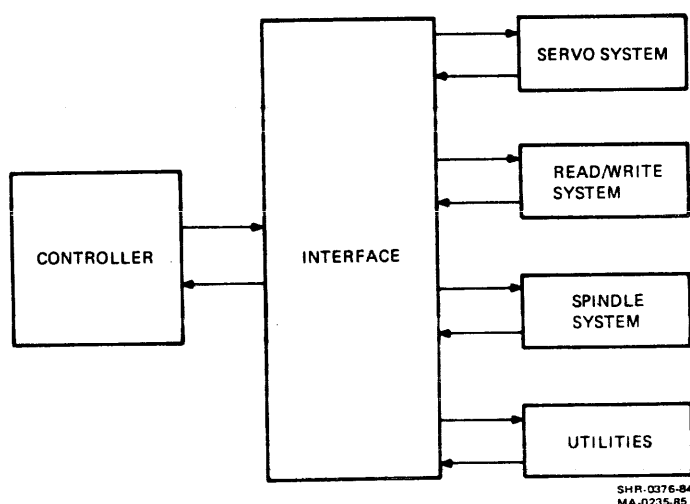 SERVO SYSTEM
READ/WRITE
SYSTEM
CONTROLLER
INTERFACE
SPINDLE
SYSTEM
UTILITIES
SHR-0376-84
MA-0235-85